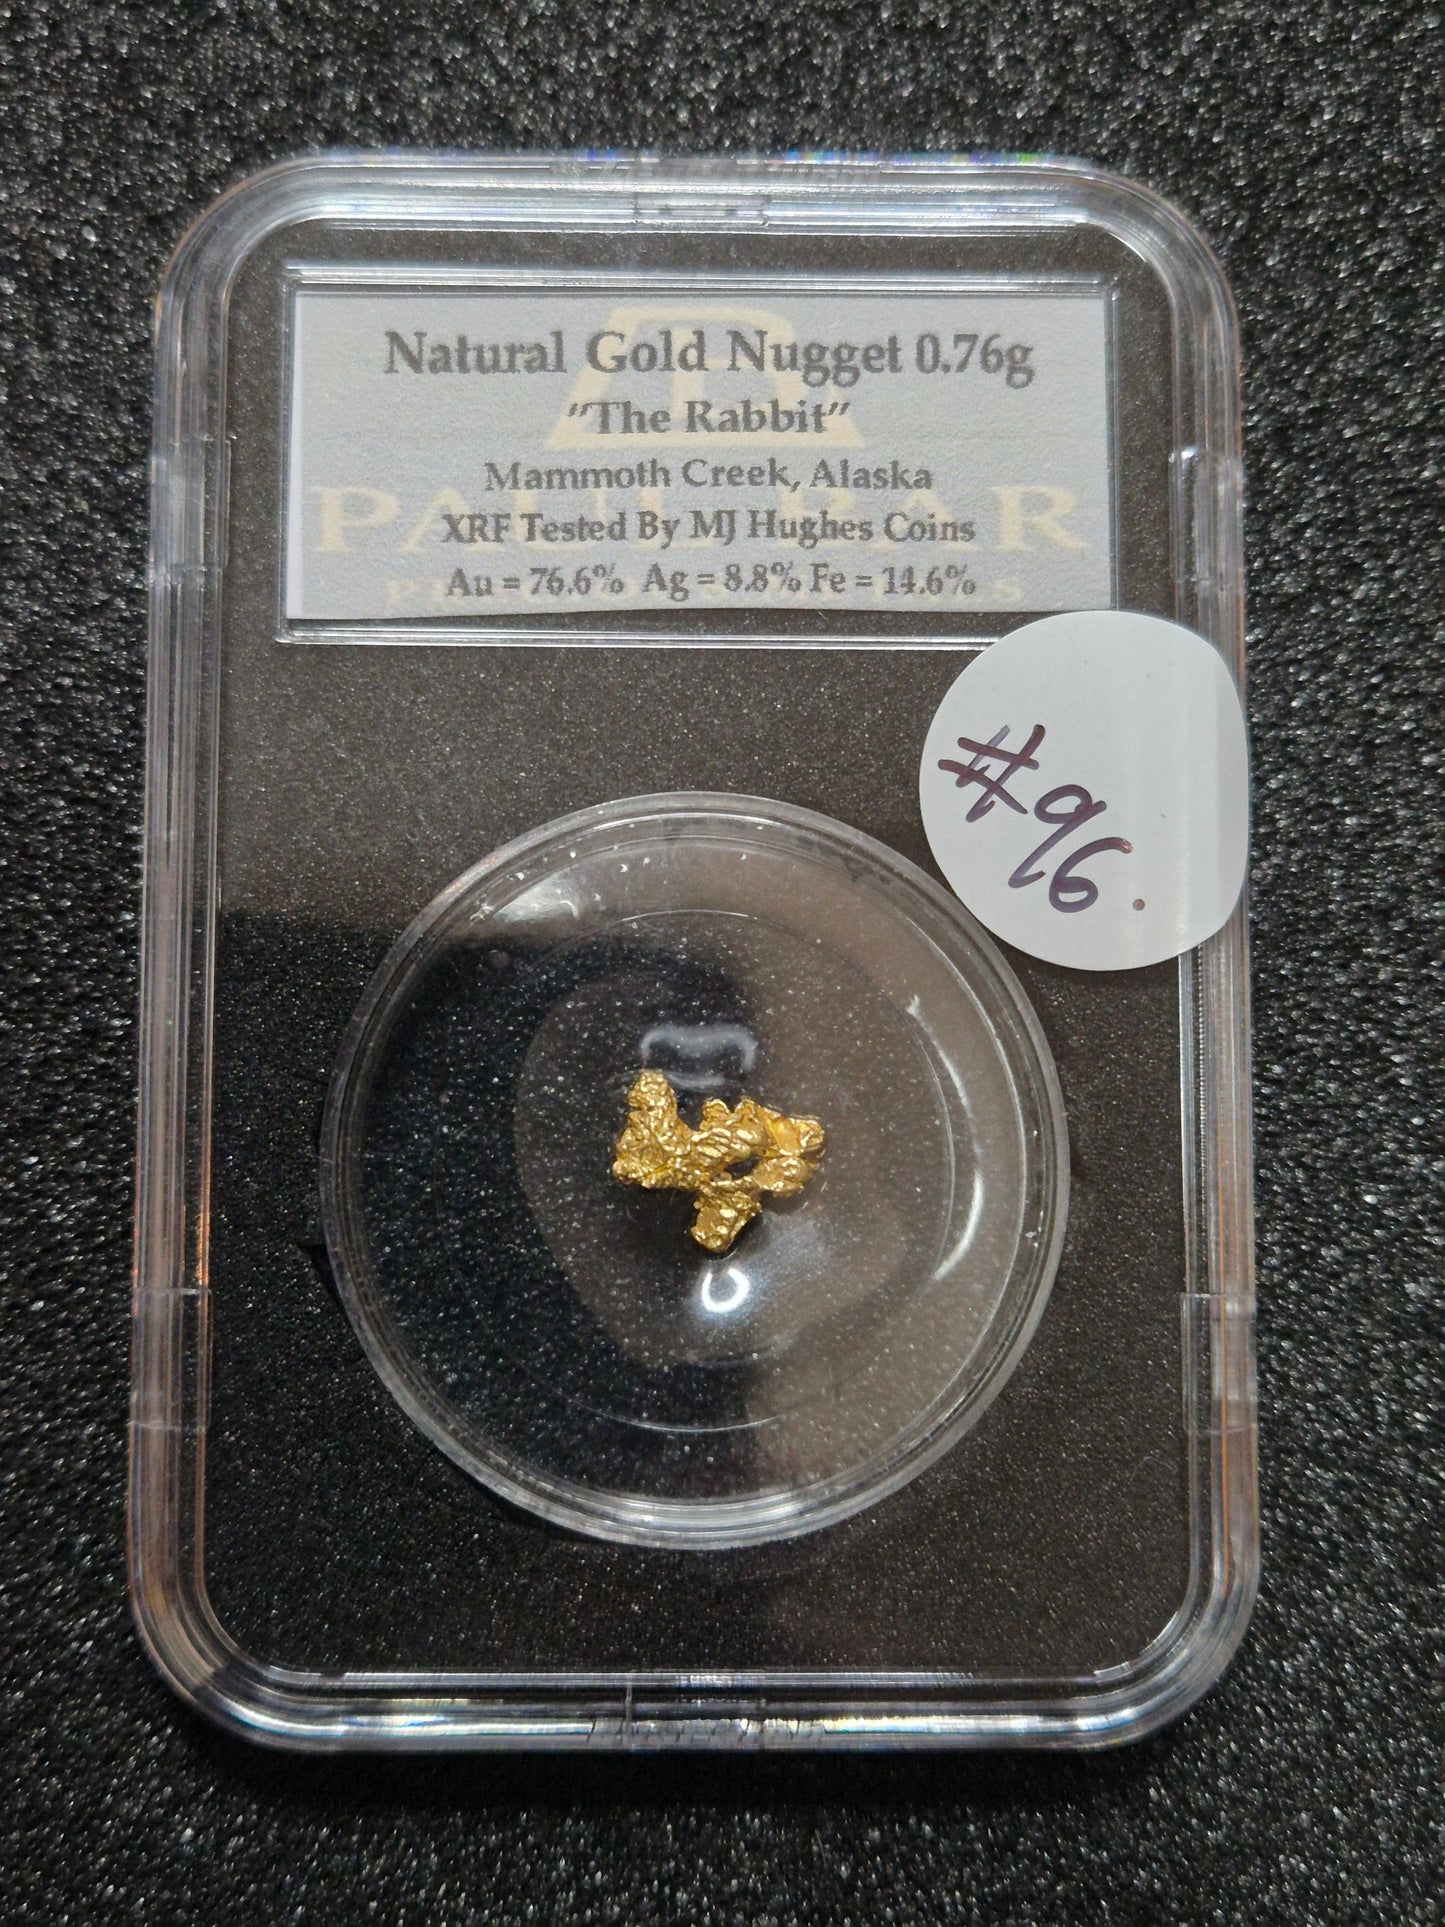 Natural Gold Nugget 0.76g
"The Rabbit"
Mammoth Creek, Alaska
XRF Tested By MJ Hughes Coins
Au = 76.6% Ag = 8.8% Fe = 14.6%
#96.